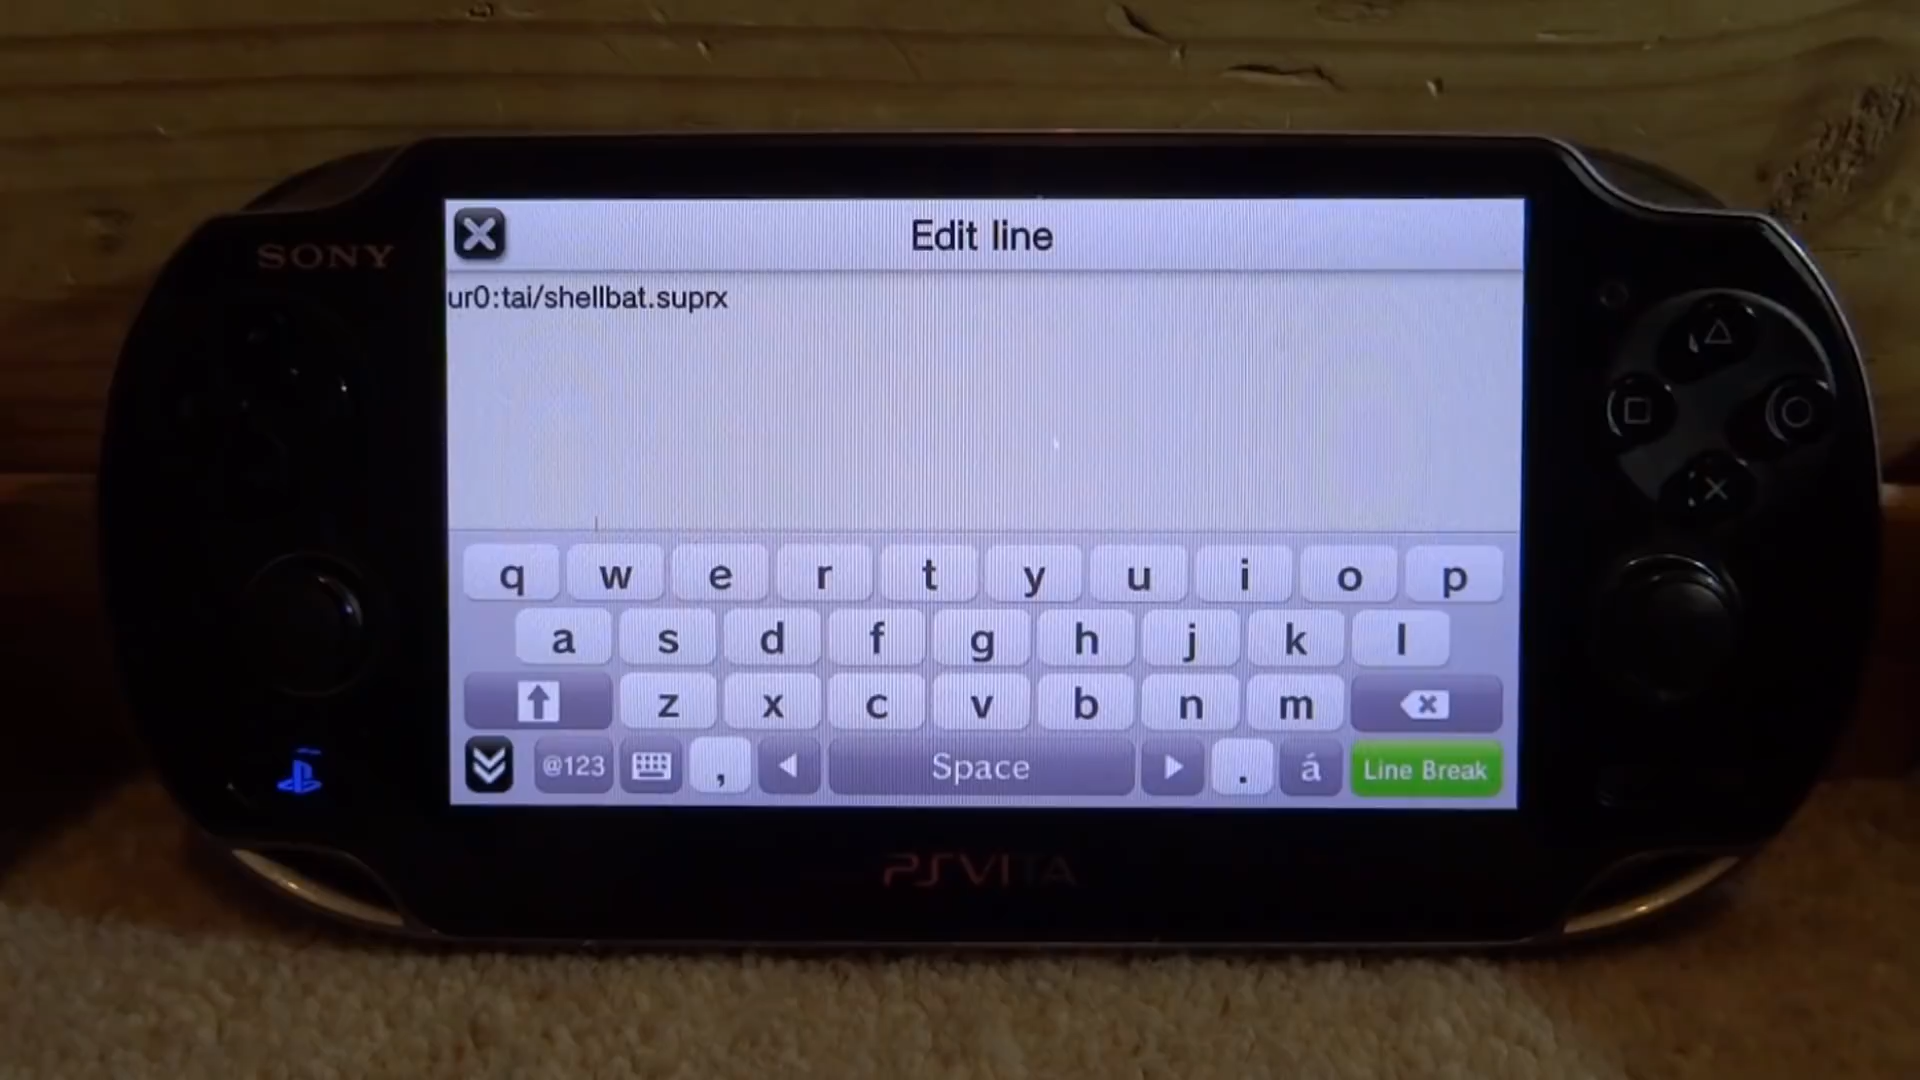 SONY
Edit line
ur0:tai/shellbat.suprx
q w e r t y u i o p
a s d f g h j k l
z x c v b n m
@123 , Space . á Line Break
PSVITA